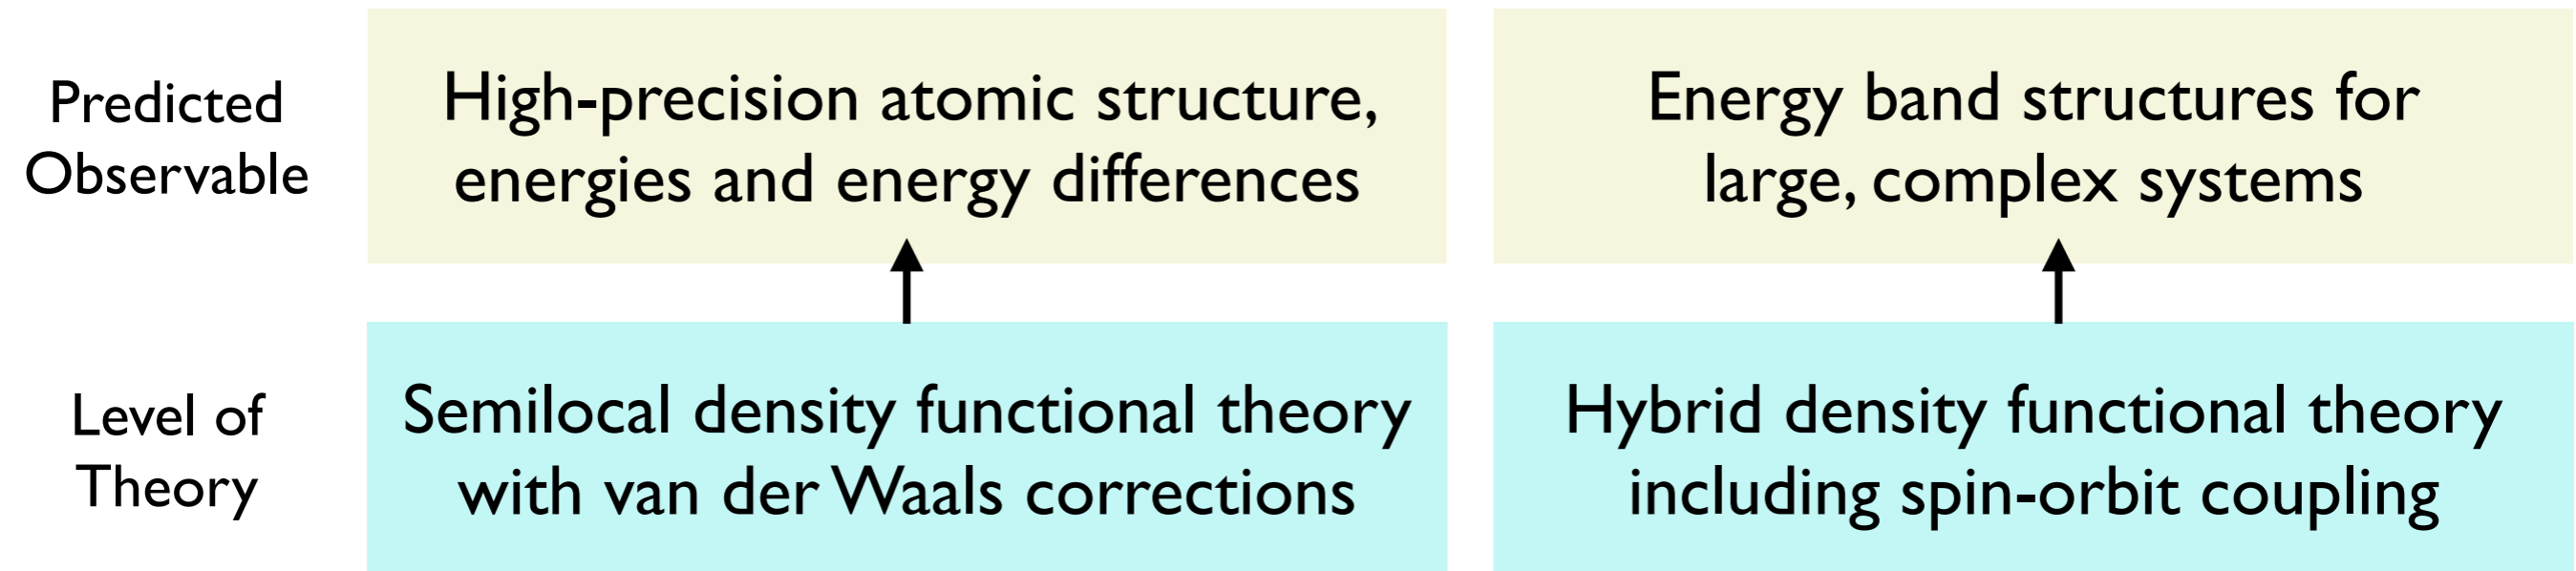 Predicted
Observable
High-precision atomic structure,
energies and energy differences
Energy band structures for
large, complex systems
Level of
Theory
Semilocal density functional theory
with van der Waals corrections
Hybrid density functional theory
including spin-orbit coupling